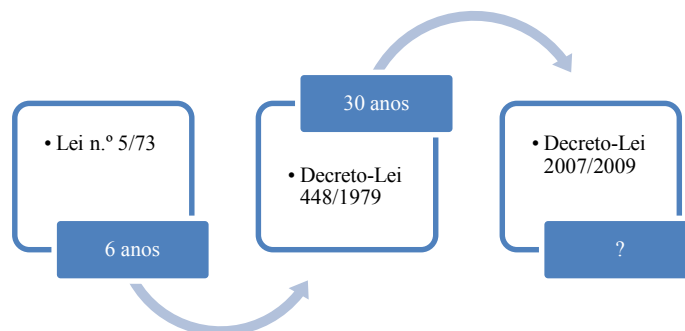 • Lei n.º 5/73
6 anos
30 anos
• Decreto-Lei
448/1979
• Decreto-Lei
2007/2009
?